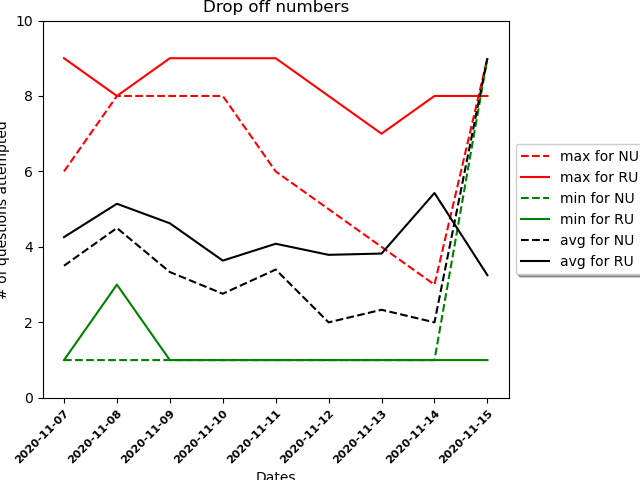 Drop off numbers
# of questions attempted
10
8
6
4
2
0
2020-11-07
2020-11-08
2020-11-09
2020-11-10
2020-11-11
2020-11-12
2020-11-13
2020-11-14
2020-11-15
Dates
max for NU
max for RU
min for NU
min for RU
avg for NU
avg for RU